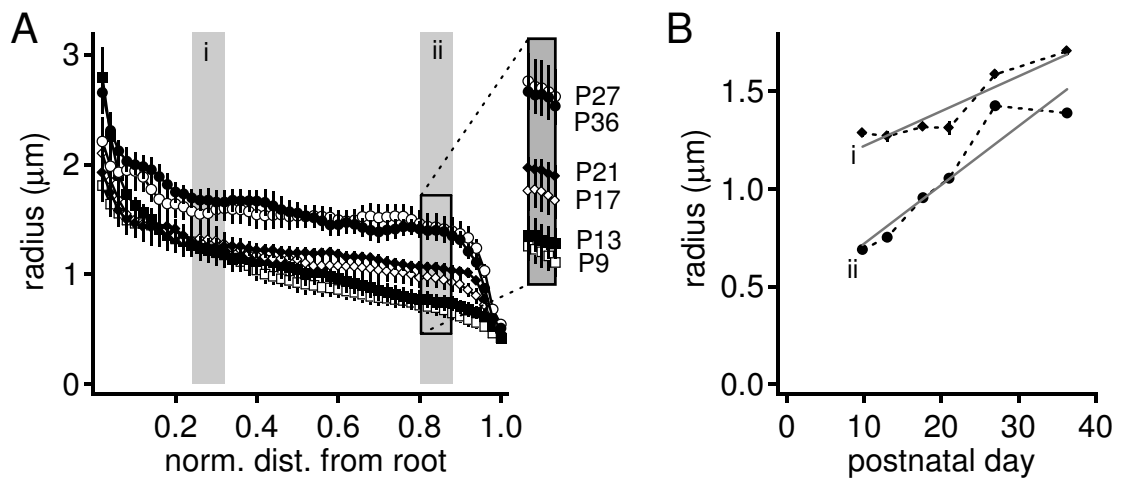 A
radius (μm)
3
2
1
0
0.2 0.4 0.6 0.8 1.0
norm. dist. from root
i
ii
P27
P36
P21
P17
P13
P9
B
radius (μm)
1.5
1.0
0.5
0.0
0 10 20 30 40
postnatal day
i
ii